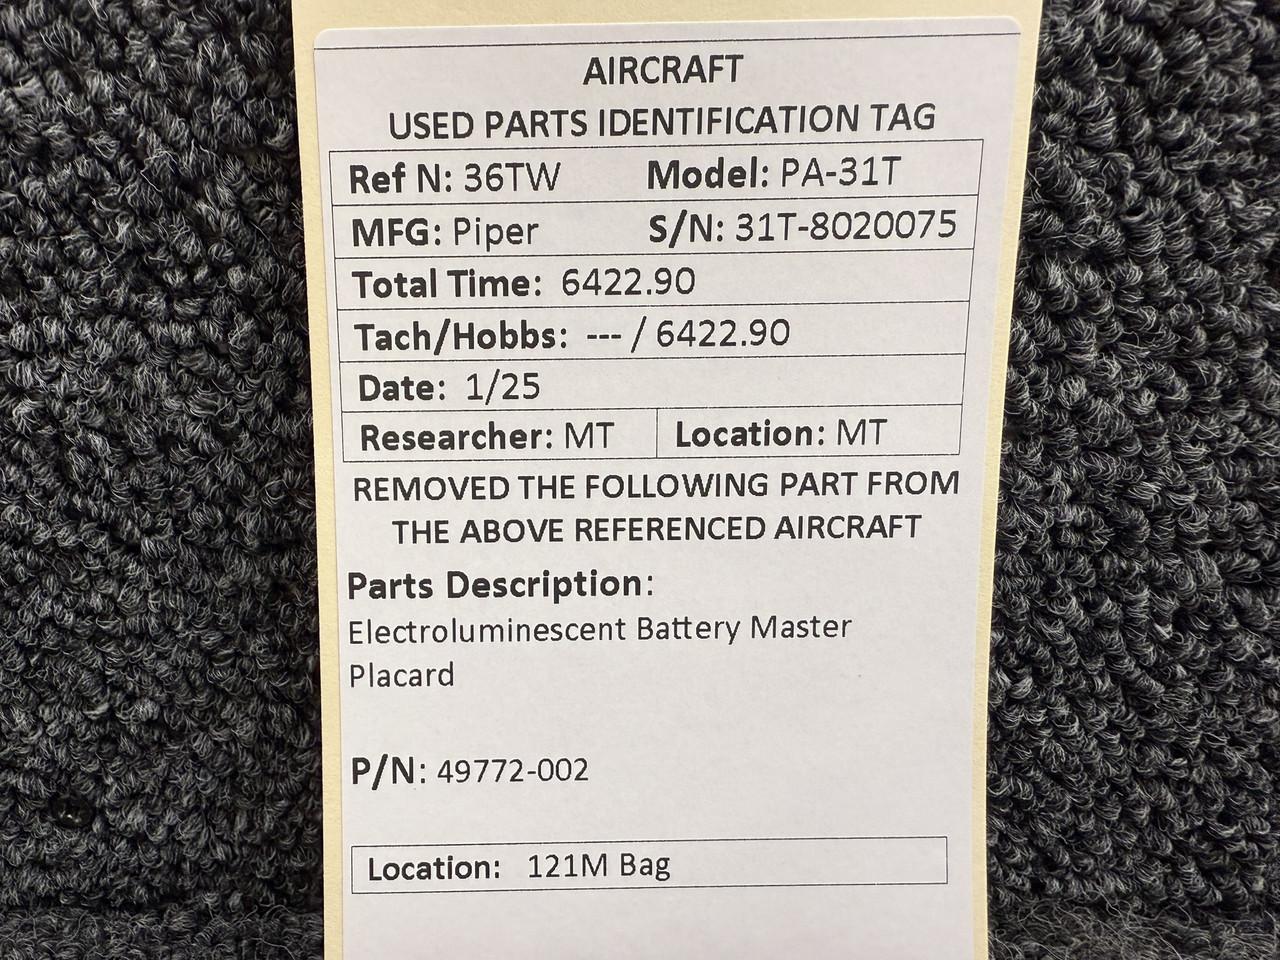 AIRCRAFT
USED PARTS IDENTIFICATION TAG
Ref N: 36TW Model: PA-31T
MFG: Piper S/N: 31T-8020075
Total Time: 6422.90
Tach/Hobbs: --- / 6422.90
Date: 1/25
Researcher: MT Location: MT
REMOVED THE FOLLOWING PART FROM
THE ABOVE REFERENCED AIRCRAFT
Parts Description:
Electroluminescent Battery Master
Placard
P/N: 49772-002
Location: 121M Bag